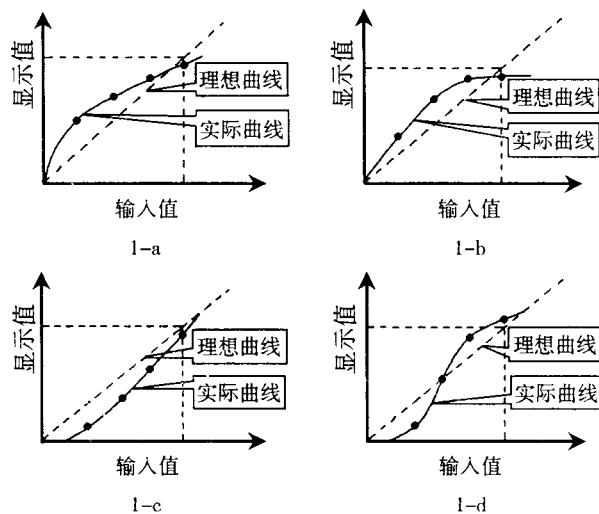 显示值
理想曲线
实际曲线
输入值
1-a
显示值
理想曲线
实际曲线
输入值
1-b
显示值
理想曲线
实际曲线
输入值
1-c
显示值
理想曲线
实际曲线
输入值
1-d